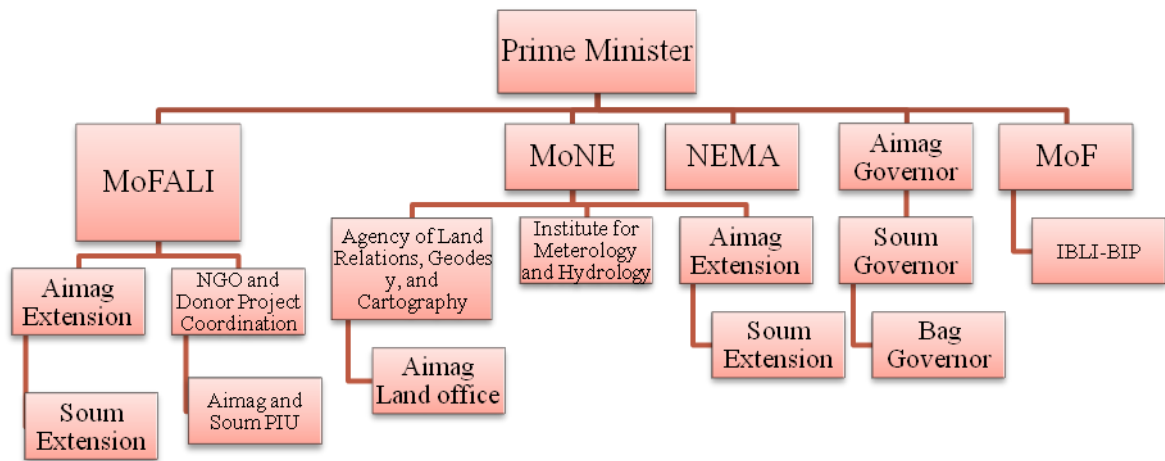 Prime Minister
MoFALI
MoNE
NEMA
Aimag
Governor
MoF
Aimag
Extension
NGO and
Donor Project
Coordination
Agency of Land
Relations, Geodes
y, and
Cartography
Institute for
Meterology
and Hydrology
Aimag
Extension
Soum
Governor
IBLI-BIP
Soum
Extension
Aimag and
Soum PIU
Aimag
Land office
Soum
Extension
Bag
Governor